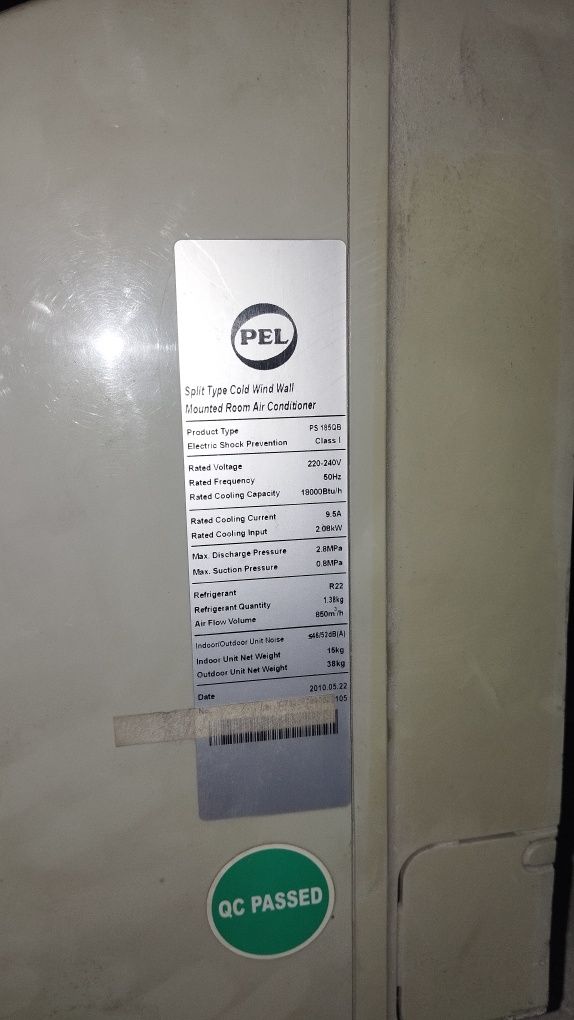 PEL
Split Type Cold Wind Wall
Mounted Room Air Conditioner
Product Type PS 185QB
Electric Shock Prevention Class I
Rated Voltage 220-240V
Rated Frequency 50Hz
Rated Cooling Capacity 18000Btu/h
Rated Cooling Current 9.5A
Rated Cooling Input 2.08kW
Max. Discharge Pressure 2.8MPa
Max. Suction Pressure 0.8MPa
Refrigerant R22
Refrigerant Quantity 1.38kg
Air Flow Volume 850m³/h
Indoor/Outdoor Unit Noise ≤46/52dB(A)
Indoor Unit Net Weight 15kg
Outdoor Unit Net Weight 38kg
Date 2010.05.22
QC PASSED